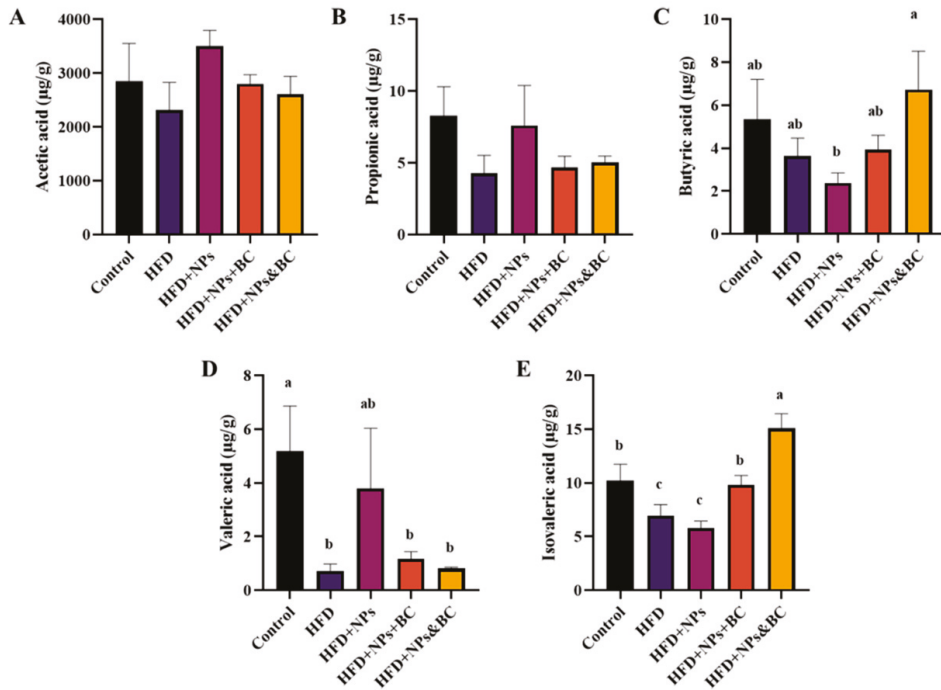 A
Acetic acid (µg/g)
4000
3000
2000
1000
0
Control
HFD
HFD+NPs
HFD+NPs+BC
HFD+NPs&BC
B
Propionic acid (µg/g)
15
10
5
0
Control
HFD
HFD+NPs
HFD+NPs+BC
HFD+NPs&BC
C
Butyric acid (µg/g)
10
8
6
4
2
0
ab
ab
b
ab
a
Control
HFD
HFD+NPs
HFD+NPs+BC
HFD+NPs&BC
D
Valeric acid (µg/g)
8
6
4
2
0
a
b
ab
b
b
Control
HFD
HFD+NPs
HFD+NPs+BC
HFD+NPs&BC
E
Isovaleric acid (µg/g)
20
15
10
5
0
b
c
c
b
a
Control
HFD
HFD+NPs
HFD+NPs+BC
HFD+NPs&BC